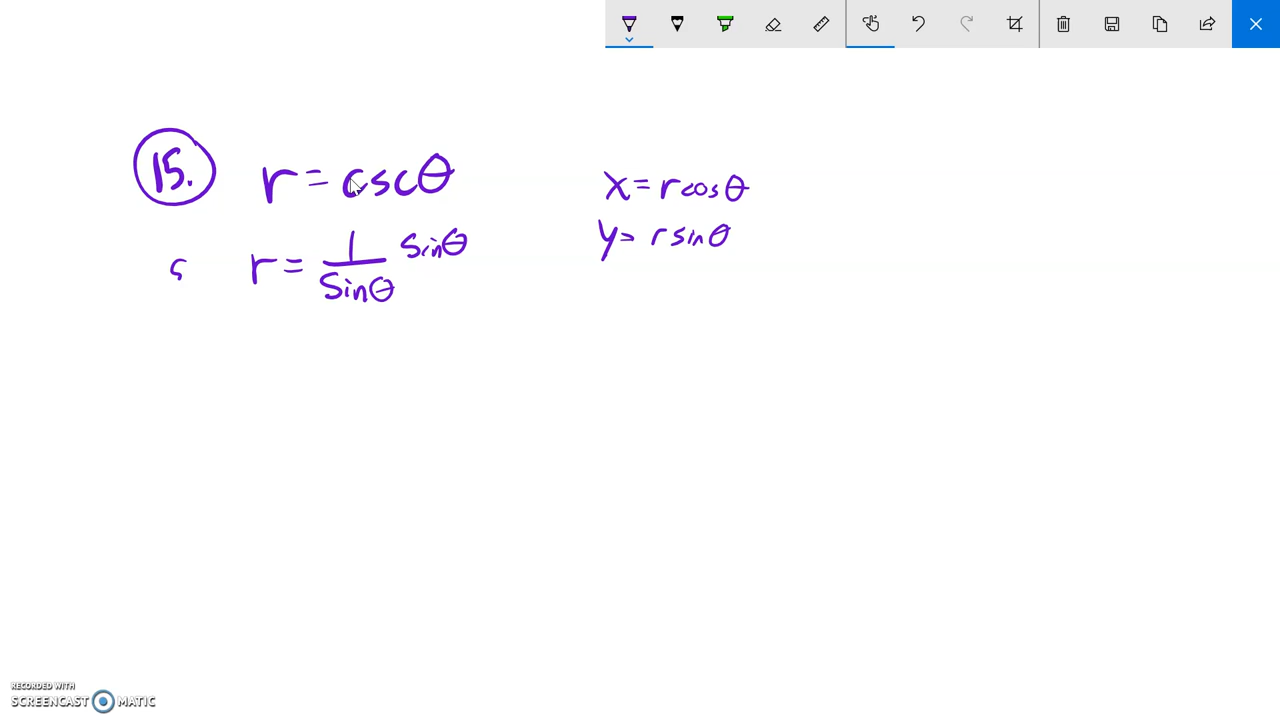 15. r = cscθ
x = rcosθ
y = rsinθ
s r = 1/sinθ sinθ
RECORDED WITH
SCREENCAST MATIC